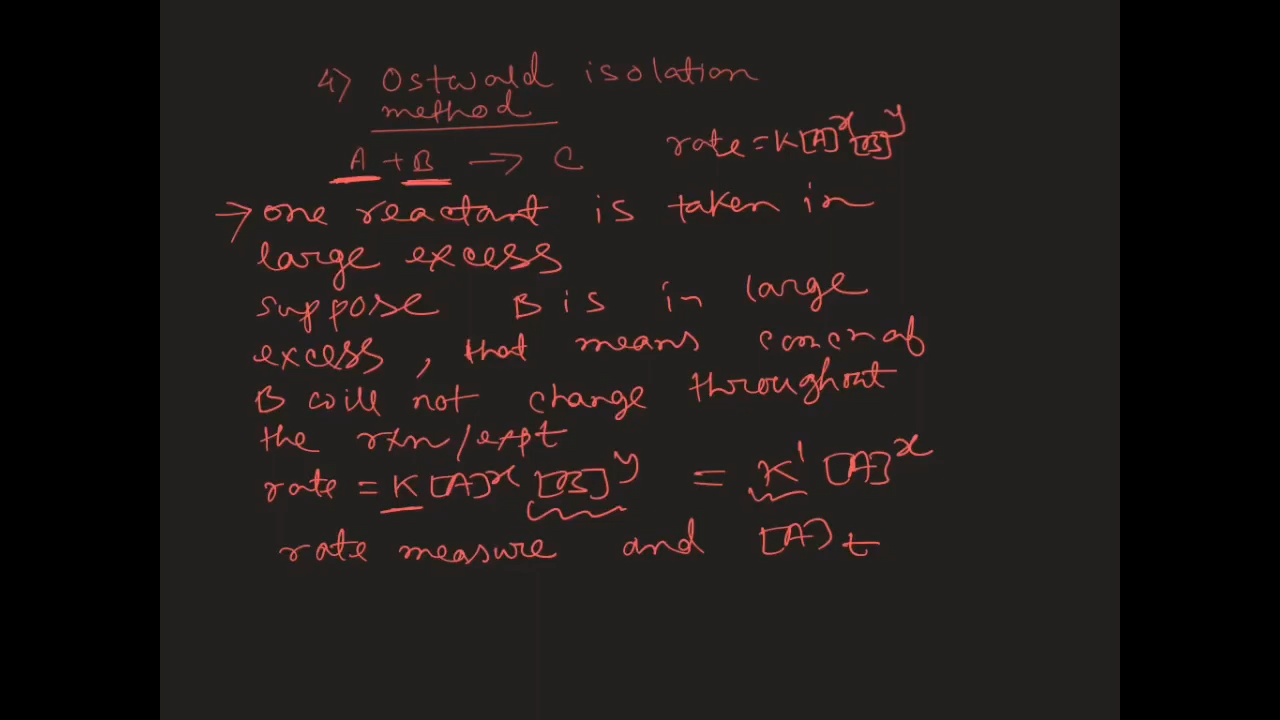 4) Ostwald isolation
method
A + B → C
rate = K[A]^x [B]^y
→ one reactant is taken in
large excess
suppose B is in large
excess, that means concn of
B will not change throughout
the rxn/expt
rate = K [A]^x [B]^y = K' [A]^x
rate measure and [A]t